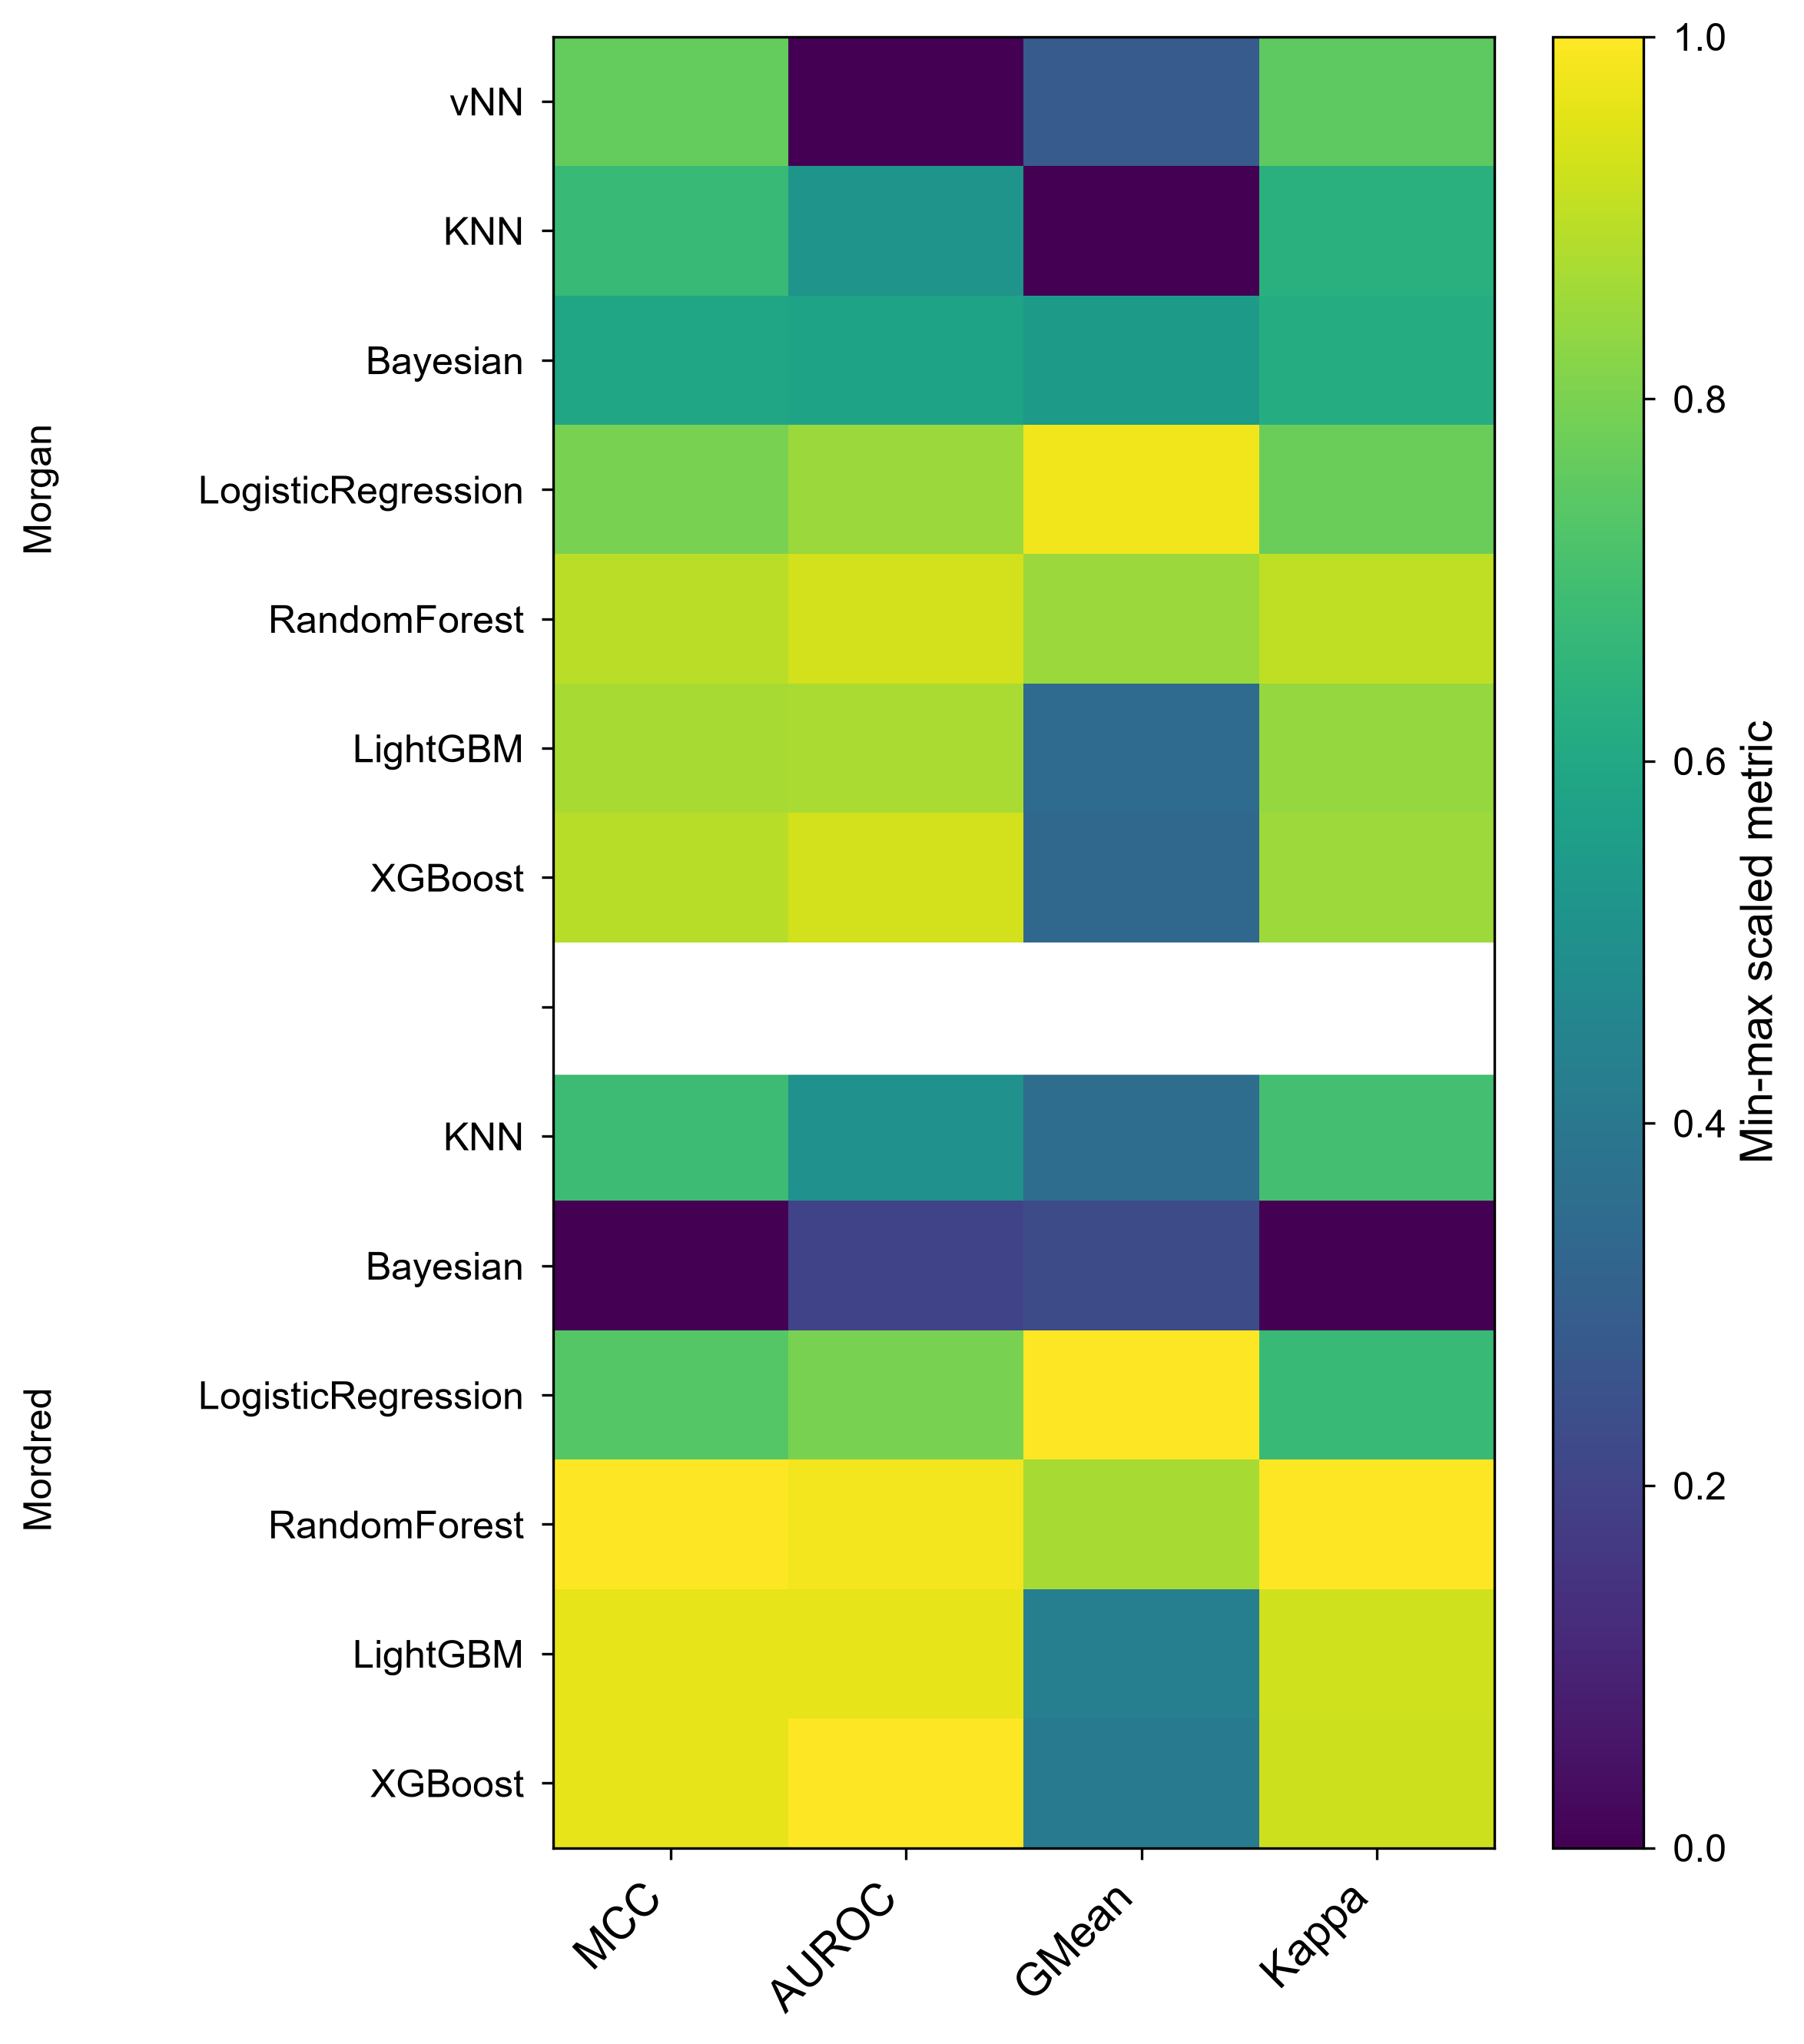 Morgan
vNN
KNN
Bayesian
LogisticRegression
RandomForest
LightGBM
XGBoost
Mordred
KNN
Bayesian
LogisticRegression
RandomForest
LightGBM
XGBoost
MCC
AUROC
GMean
Kappa
1.0
0.8
0.6
0.4
0.2
0.0
Min-max scaled metric